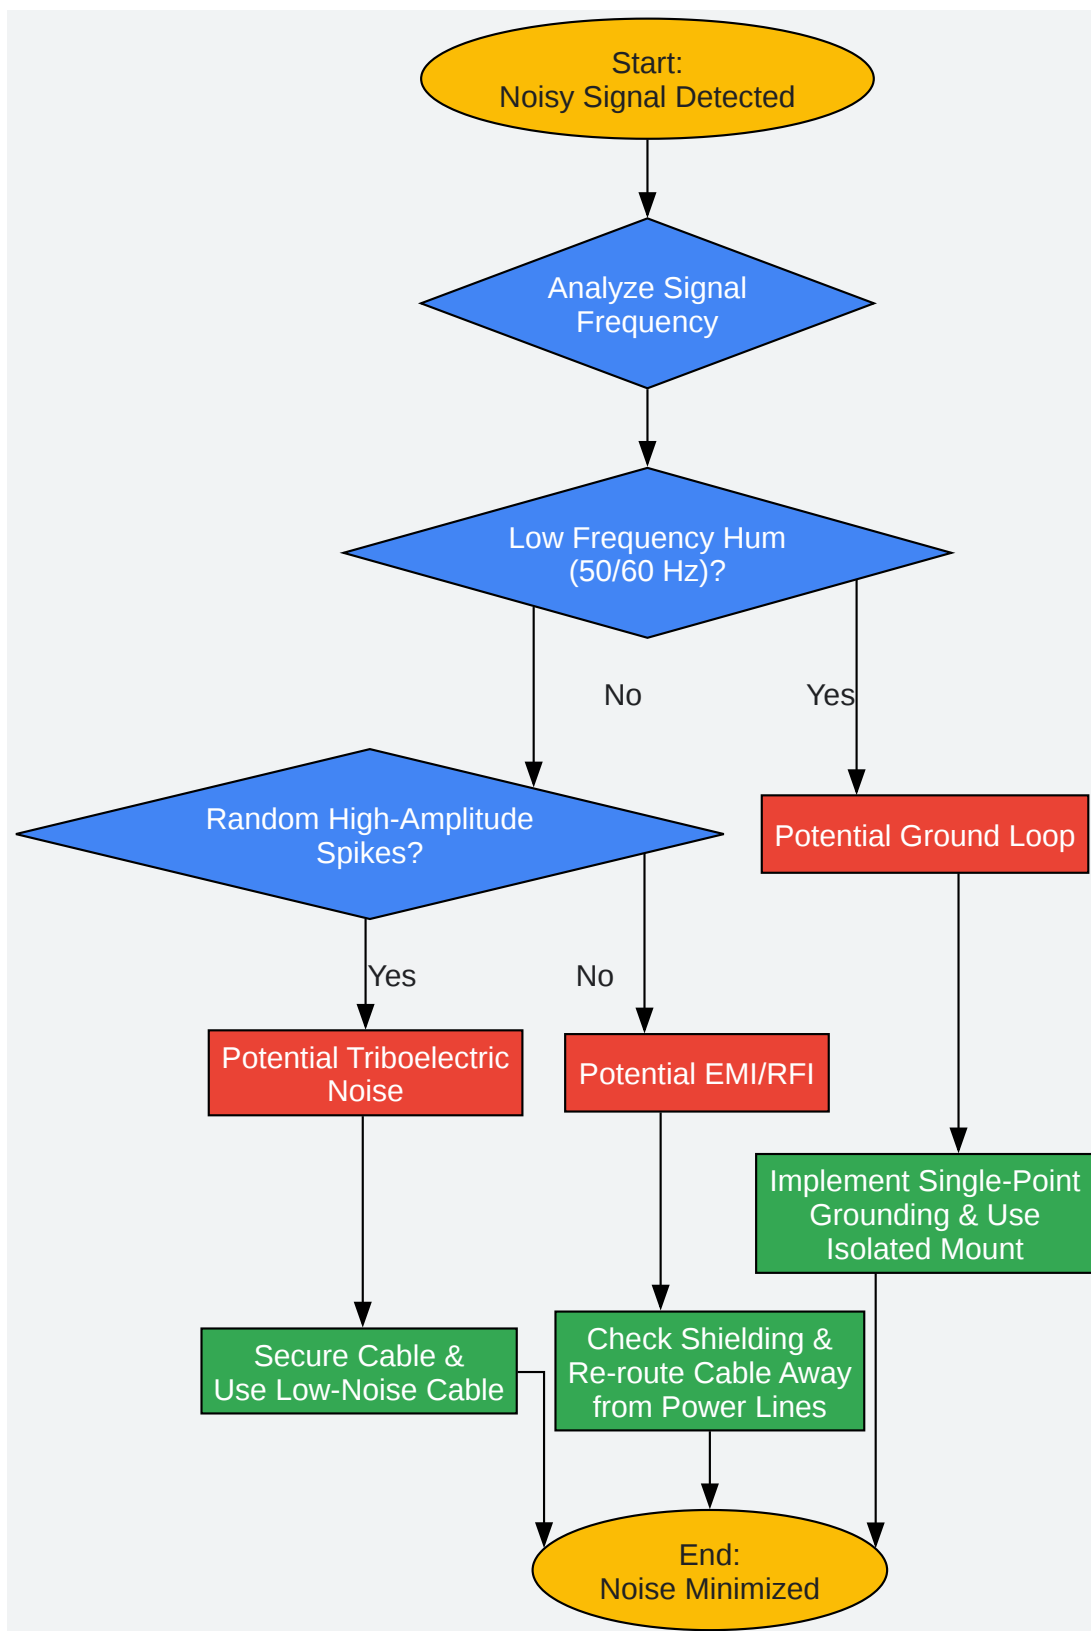 Start:
Noisy Signal Detected
Analyze Signal
Frequency
Low Frequency Hum
(50/60 Hz)?
No
Yes
Random High-Amplitude
Spikes?
Potential Ground Loop
Yes
No
Potential Triboelectric
Noise
Potential EMI/RFI
Implement Single-Point
Grounding & Use
Isolated Mount
Secure Cable &
Use Low-Noise Cable
Check Shielding &
Re-route Cable Away
from Power Lines
End:
Noise Minimized